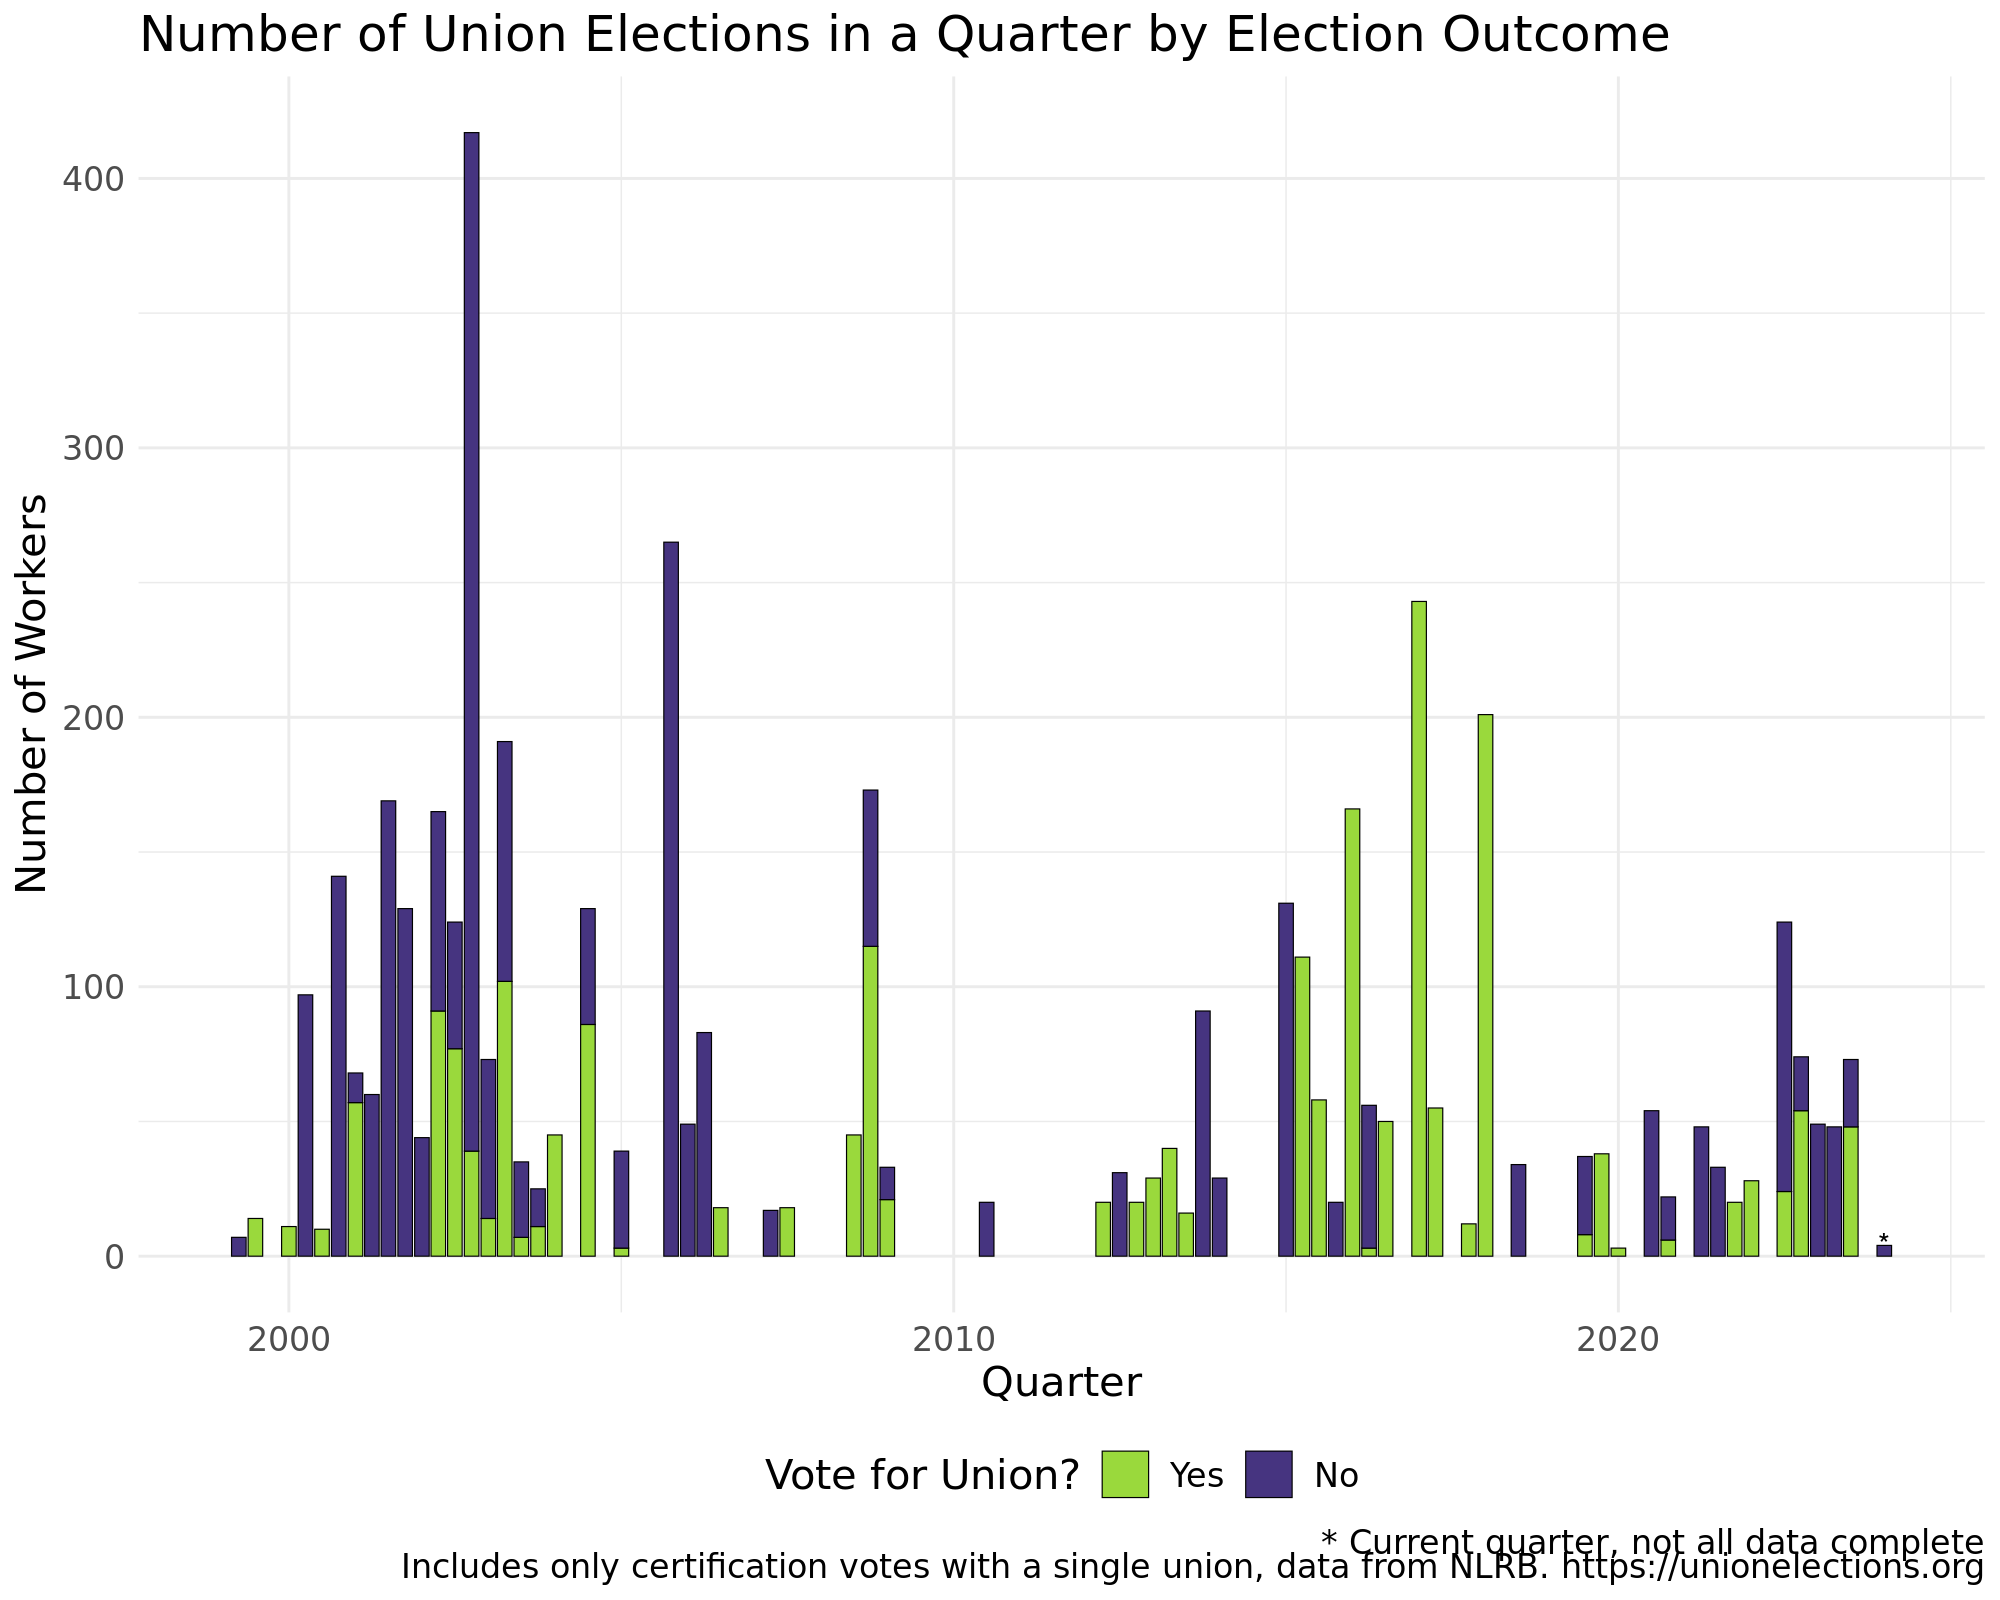 Number of Union Elections in a Quarter by Election Outcome
Number of Workers
400
300
200
100
0
*
2000 2010 2020
Quarter
Vote for Union? Yes No
* Current quarter, not all data complete
Includes only certification votes with a single union, data from NLRB. https://unionelections.org